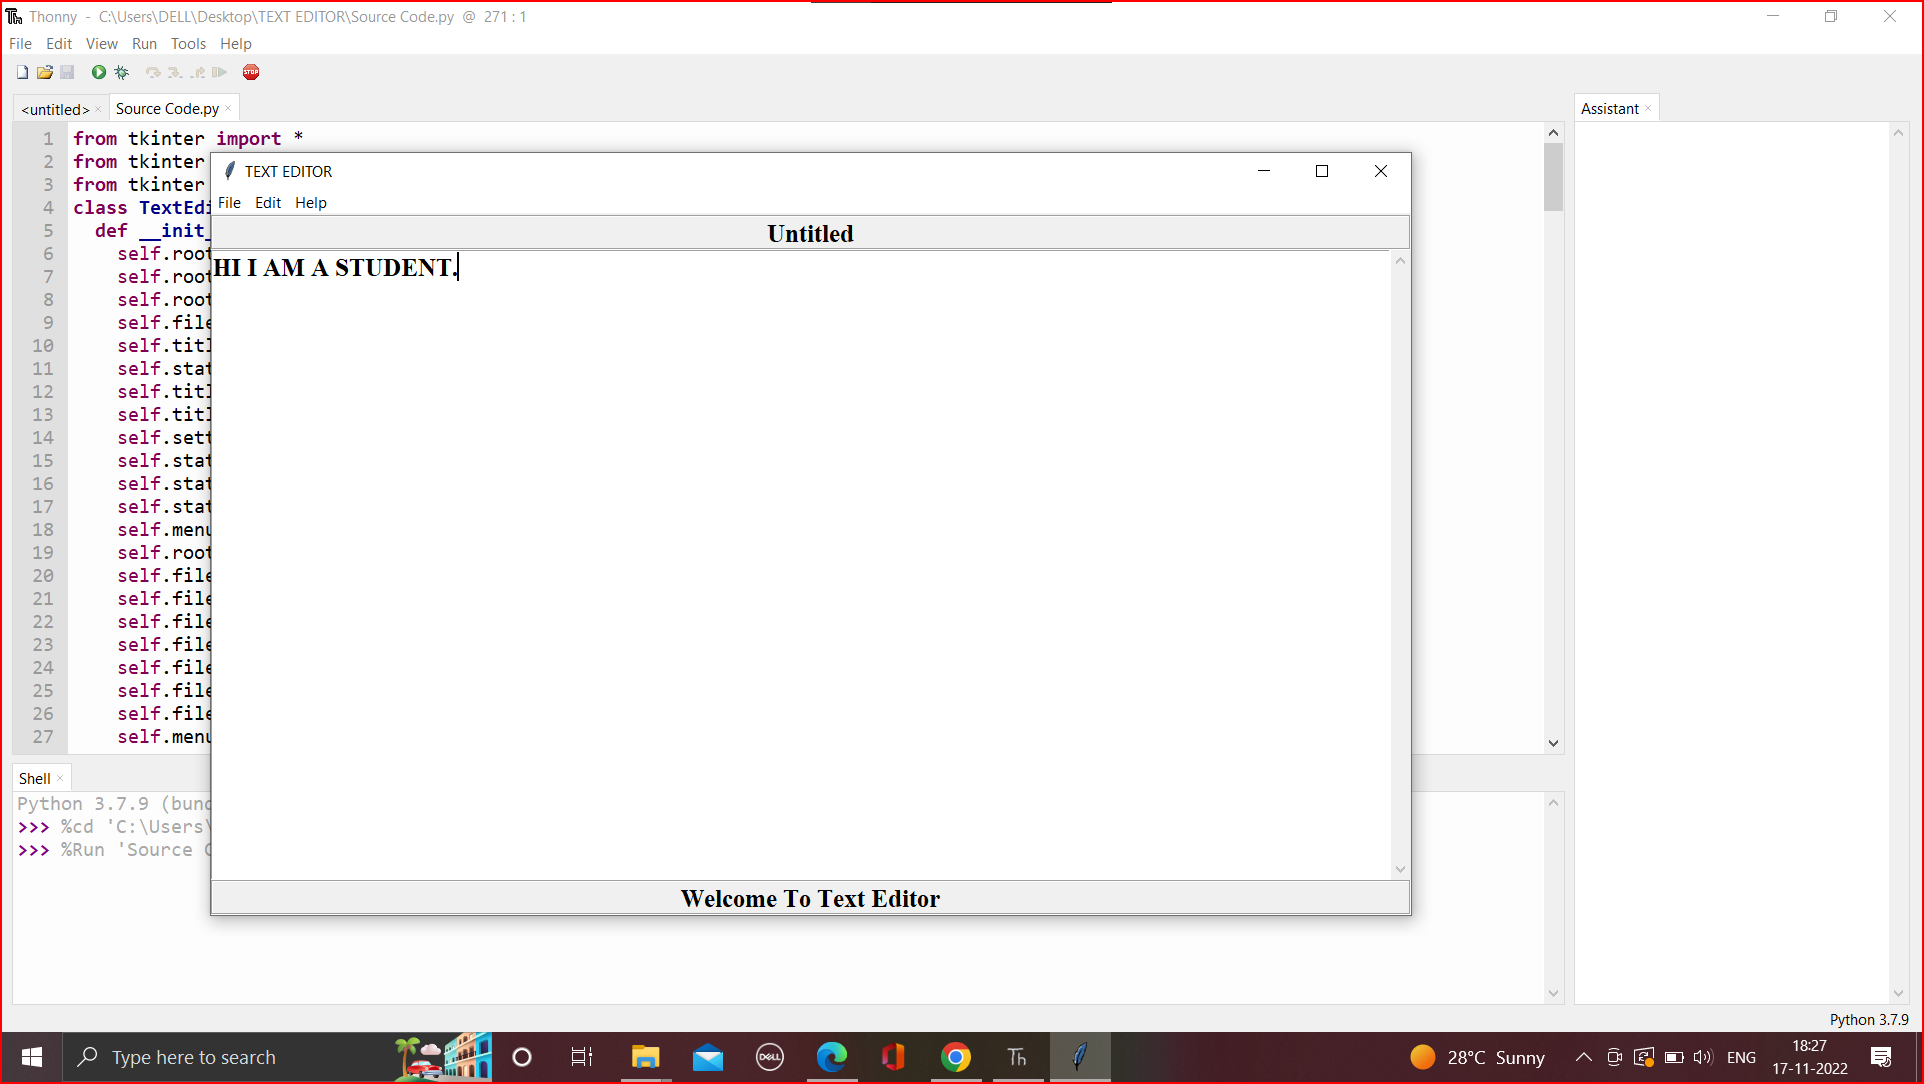 Thonny - C:\Users\DELL\Desktop\TEXT EDITOR\Source Code.py @ 271 : 1
File Edit View Run Tools Help
STOP
<untitled> × Source Code.py ×
Assistant ×
1 from tkinter import *
2 from tkinter
3 from tkinter
4 class TextEdi
5 def __init_
6 self.root
7 self.root
8 self.root
9 self.file
10 self.titl
11 self.stat
12 self.titl
13 self.titl
14 self.sett
15 self.stat
16 self.stat
17 self.stat
18 self.menu
19 self.root
20 self.file
21 self.file
22 self.file
23 self.file
24 self.file
25 self.file
26 self.file
27 self.menu
TEXT EDITOR
File Edit Help
Untitled
HI I AM A STUDENT.
Welcome To Text Editor
Shell ×
Python 3.7.9 (bund
>>> %cd 'C:\Users\
>>> %Run 'Source C
Python 3.7.9
Type here to search
DELL
Th
28°C Sunny
ENG
18:27
17-11-2022